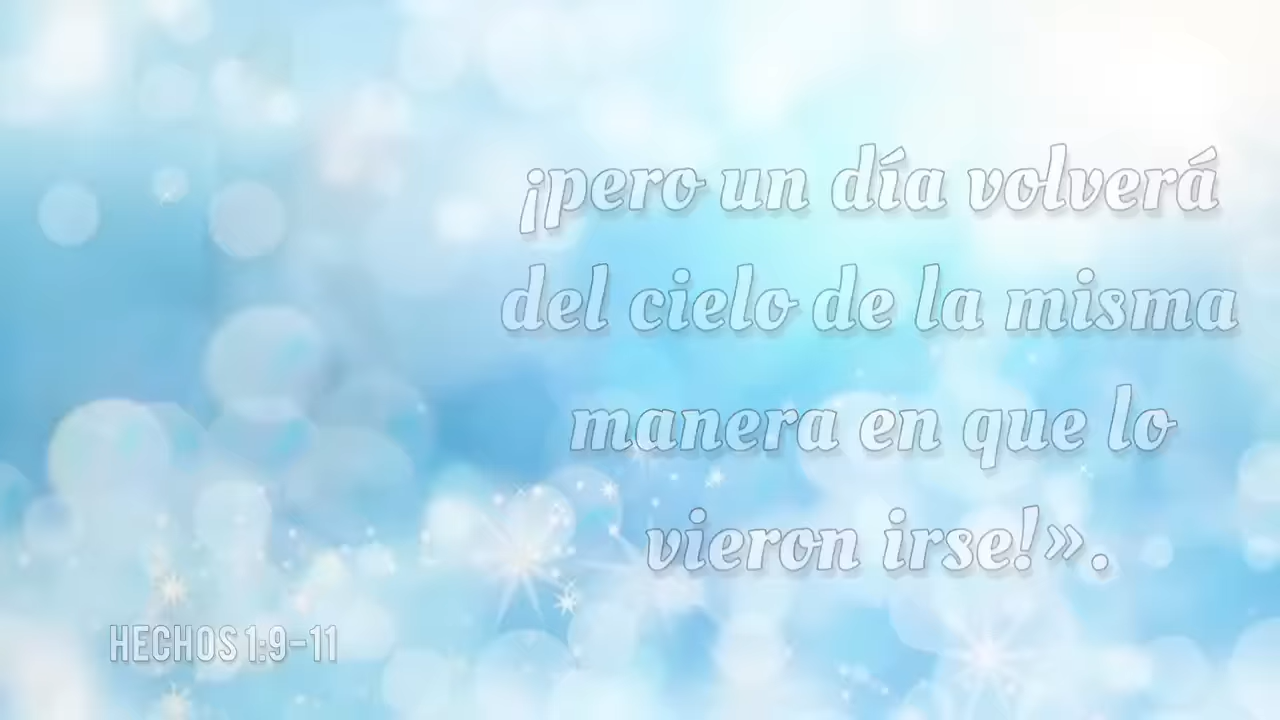 ¡pero un día volverá
del cielo de la misma
manera en que lo
vieron irse!».
HECHOS 1:9-11